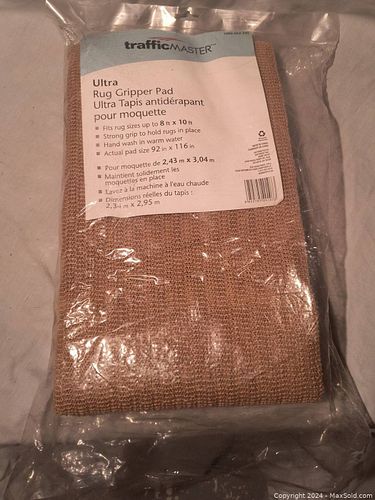 trafficMASTER™
Ultra
Rug Gripper Pad
Ultra Tapis antidérapant
pour moquette
Fits rug sizes up to 8 ft x 10 ft
Strong grip to hold rugs in place
Hand wash in warm water
Actual pad size 92 in x 116 in
Pour moquette de 2,43 m x 3,04 m
Maintient solidement les
moquettes en place
Lavez à la machine à l'eau chaude
Dimensions réelles du tapis :
2,34 m x 2,95 m
Copyright 2024 - MaxSold.com